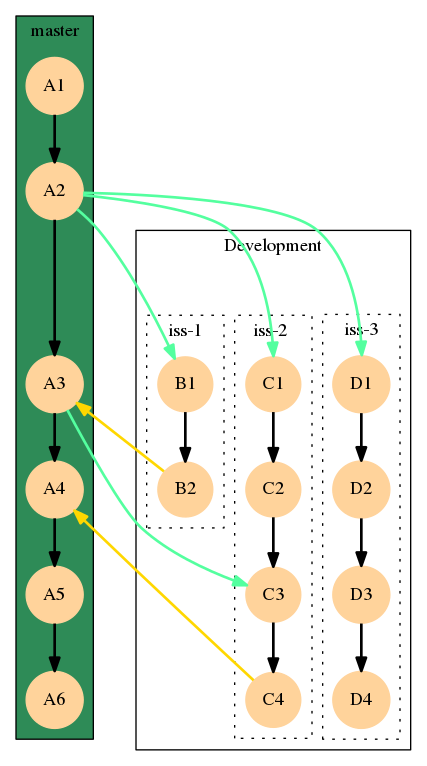 master
A1
A2
Development
iss-1
iss-2
iss-3
A3
B1
C1
D1
A4
B2
C2
D2
A5
C3
D3
A6
C4
D4